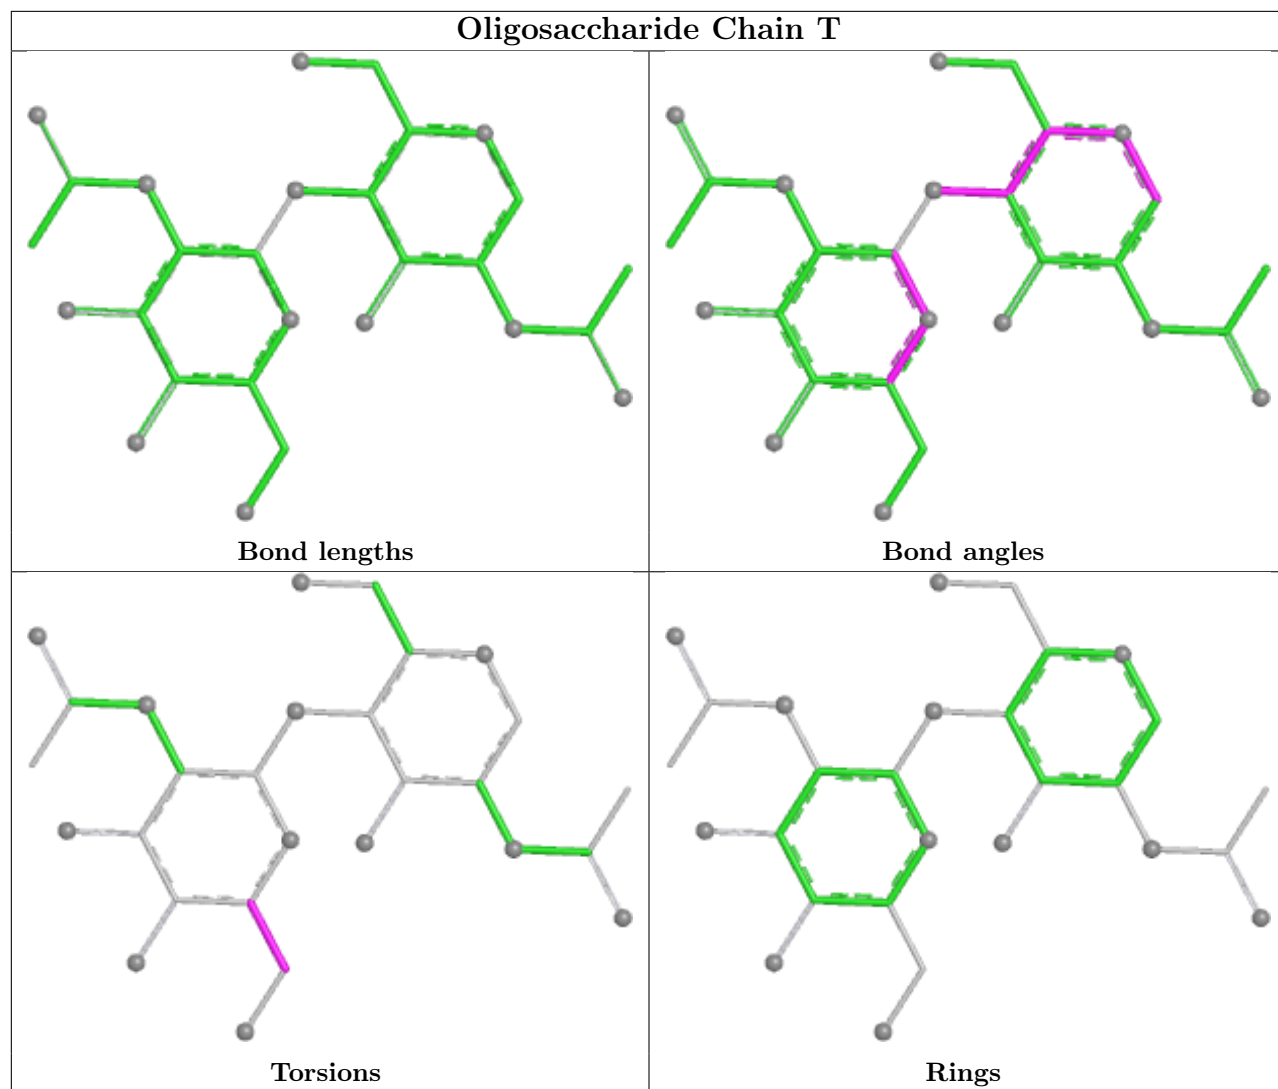 Oligosaccharide Chain T
Bond lengths
Bond angles
Torsions
Rings